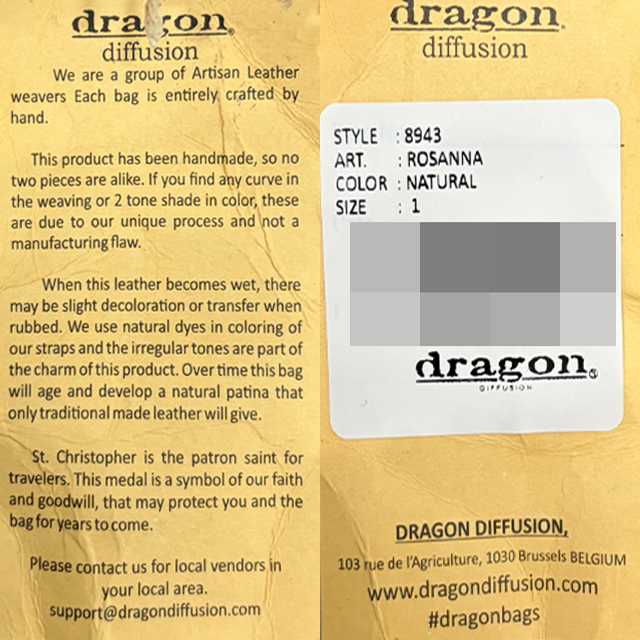 dragon®
diffusion
We are a group of Artisan Leather
weavers Each bag is entirely crafted by
hand.
This product has been handmade, so no
two pieces are alike. If you find any curve in
the weaving or 2 tone shade in color, these
are due to our unique process and not a
manufacturing flaw.
When this leather becomes wet, there
may be slight decoloration or transfer when
rubbed. We use natural dyes in coloring of
our straps and the irregular tones are part of
the charm of this product. Over time this bag
will age and develop a natural patina that
only traditional made leather will give.
St. Christopher is the patron saint for
travelers. This medal is a symbol of our faith
and goodwill, that may protect you and the
bag for years to come.
Please contact us for local vendors in
your local area.
support@dragondiffusion.com
dragon®
diffusion
STYLE : 8943
ART. : ROSANNA
COLOR : NATURAL
SIZE : 1
dragon®
DIFFUSION
DRAGON DIFFUSION,
103 rue de l'Agriculture, 1030 Brussels BELGIUM
www.dragondiffusion.com
#dragonbags